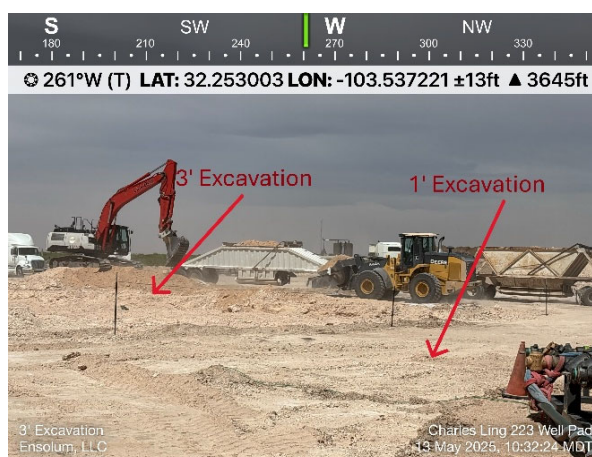 S SW W NW
180 210 240 270 300 330
261°W (T) LAT: 32.253003 LON: -103.537221 ±13ft ▲ 3645ft
3' Excavation
1' Excavation
DEERE
3' Excavation
Ensolum, LLC
Charles Ling 223 Well Pad
13 May 2025, 10:32:24 MDT